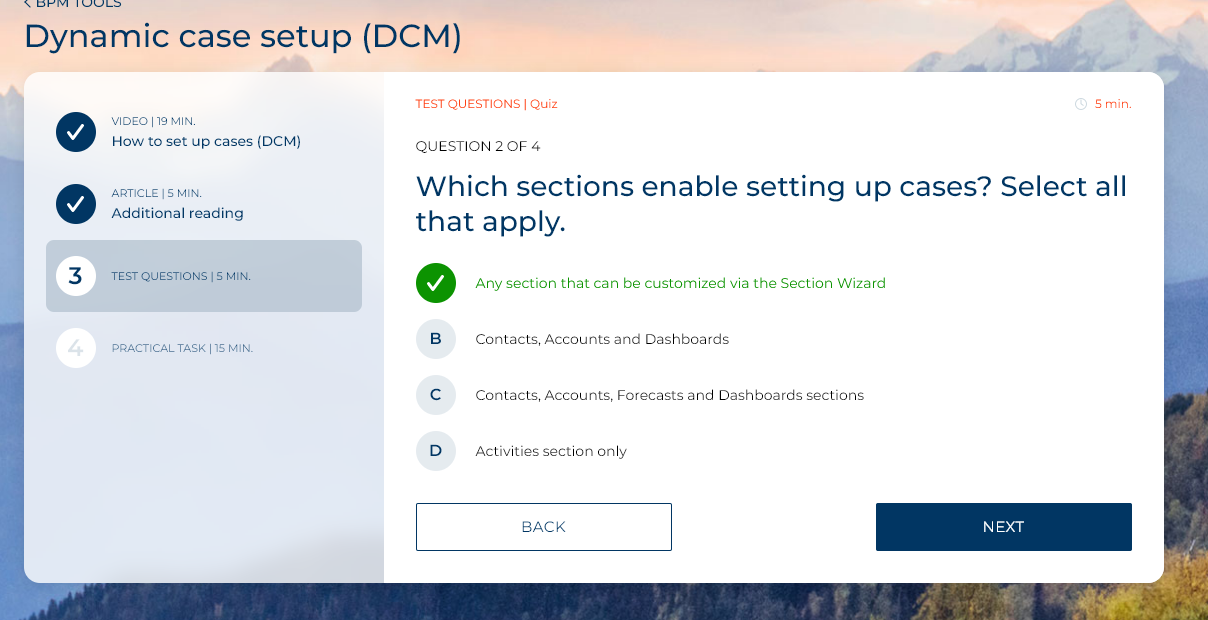 < BPM TOOLS
Dynamic case setup (DCM)
VIDEO | 19 MIN.
How to set up cases (DCM)
ARTICLE | 5 MIN.
Additional reading
3
TEST QUESTIONS | 5 MIN.
4
PRACTICAL TASK | 15 MIN.
TEST QUESTIONS | Quiz
5 min.
QUESTION 2 OF 4
Which sections enable setting up cases? Select all
that apply.
Any section that can be customized via the Section Wizard
B
Contacts, Accounts and Dashboards
C
Contacts, Accounts, Forecasts and Dashboards sections
D
Activities section only
BACK
NEXT